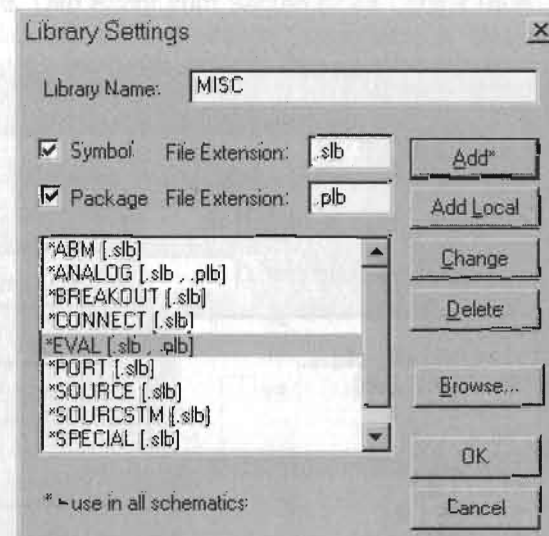 Library Settings
Library Name: MISC
Symbol File Extension: .slb
Package File Extension: .plb
Add*
Add Local
Change
Delete
Browse...
OK
Cancel
*ABM [.slb]
*ANALOG [.slb , .plb]
*BREAKOUT [.slb]
*CONNECT [.slb]
*EVAL [.slb , .plb]
*PORT [.slb]
*SOURCE [.slb]
*SOURCSTM [.slb]
*SPECIAL [.slb]
* - use in all schematics